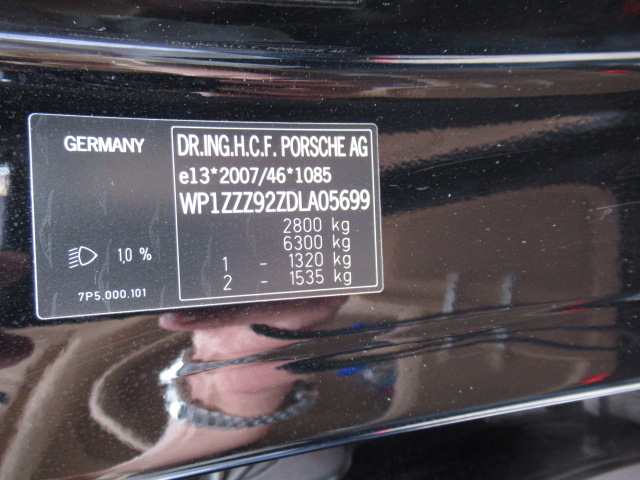 GERMANY
DR.ING.H.C.F. PORSCHE AG
e13*2007/46*1085
WP1ZZZ92ZDLA05699
2800 kg
6300 kg
1 - 1320 kg
2 - 1535 kg
1,0 %
7P5.000.101